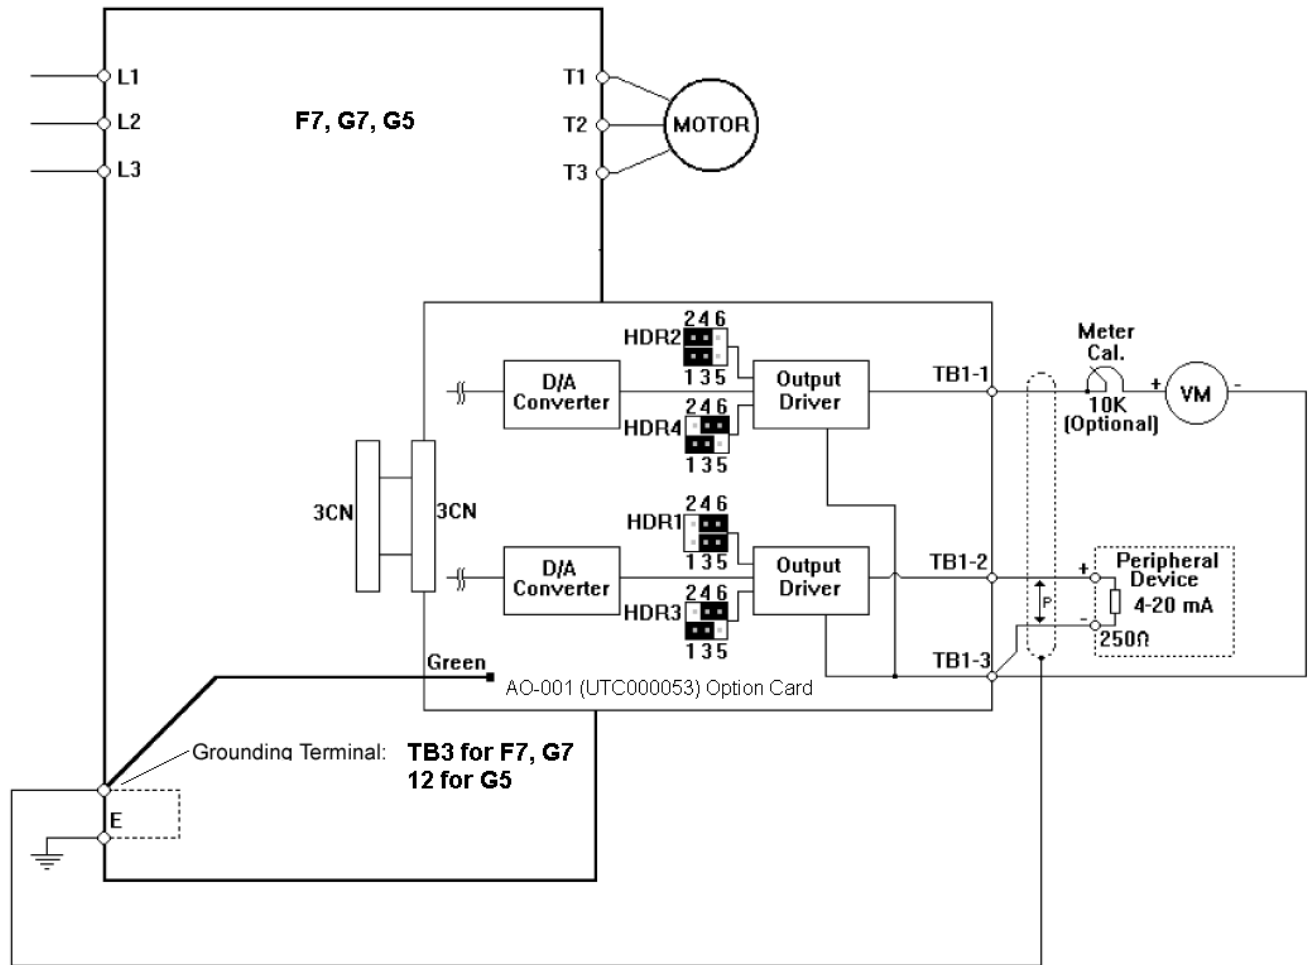 L1
T1
L2
F7, G7, G5
T2
MOTOR
L3
T3
2 4 6
HDR2
1 3 5
D/A
Converter
Output
Driver
TB1-1
Meter
Cal.
10K
(Optional)
+
VM
-
2 4 6
HDR4
1 3 5
3CN
3CN
2 4 6
HDR1
1 3 5
D/A
Converter
Output
Driver
TB1-2
P
+
Peripheral
Device
4-20 mA
-
250Ω
2 4 6
HDR3
1 3 5
TB1-3
Green
AO-001 (UTC000053) Option Card
Grounding Terminal:
TB3 for F7, G7
12 for G5
E